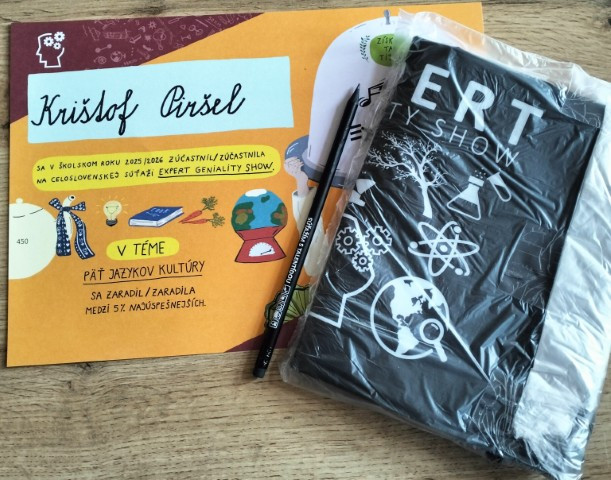 Krištof Piršel
SA V ŠKOLSKOM ROKU 2025/2026 ZÚČASTNIL/ZÚČASTNILA
NA CELOSLOVENSKEJ SÚŤAŽI EXPERT GENIALITY SHOW.
450
V TÉME
PÄŤ JAZYKOV KULTÚRY
SA ZARADIL/ZARADILA
MEDZI 5% NAJÚSPEŠNEJŠÍCH.
ERT
TY SHOW